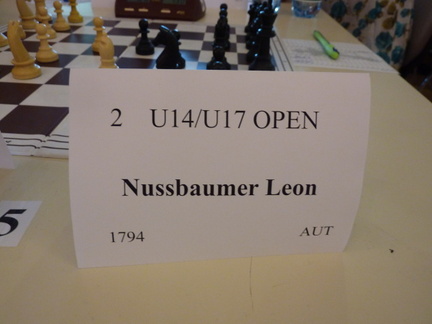 2 U14/U17 OPEN
Nussbaumer Leon
1794 AUT
5